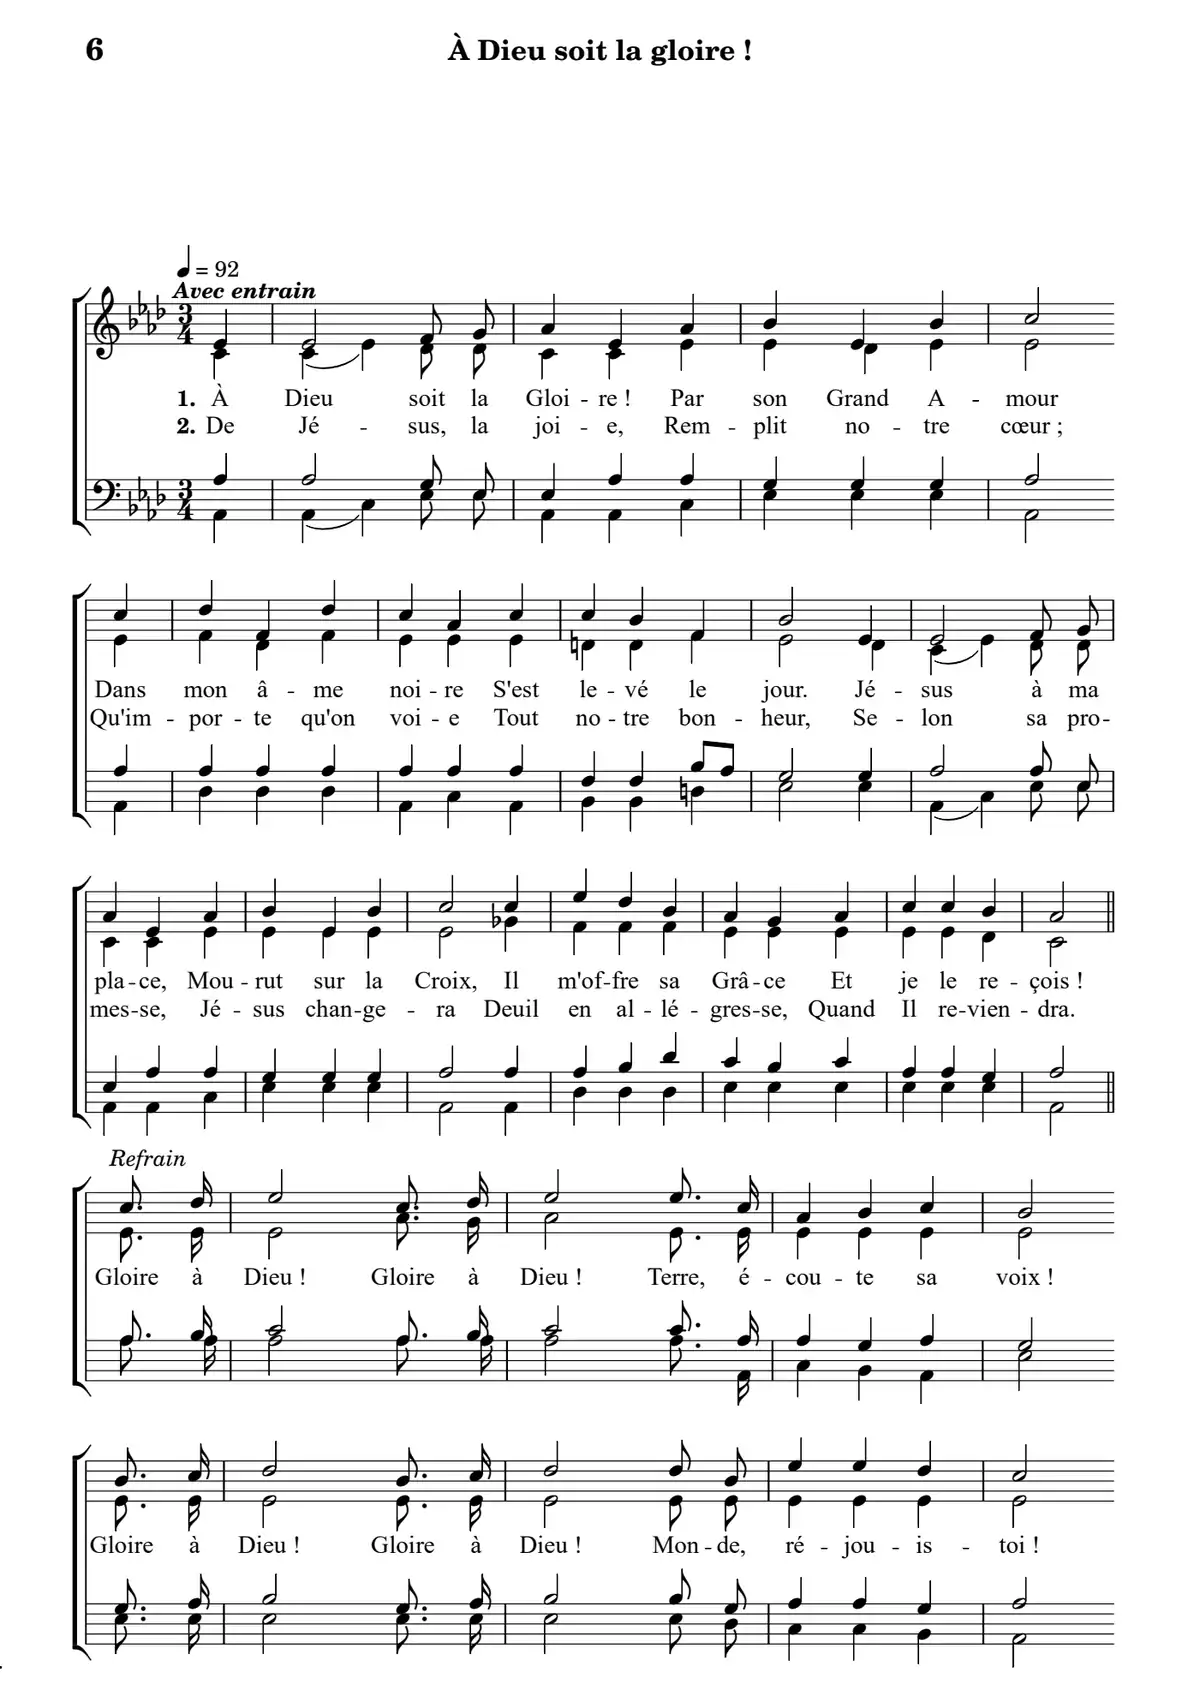 6 À Dieu soit la gloire !
= 92
Avec entrain
1. À Dieu soit la Gloi - re ! Par son Grand A - mour
2. De Jé - sus, la joi - e, Rem - plit no - tre cœur ;
Dans mon â - me noi - re S'est le - vé le jour. Jé - sus à ma
Qu'im - por - te qu'on voi - e Tout no - tre bon - heur, Se - lon sa pro-
pla - ce, Mou - rut sur la Croix, Il m'of - fre sa Grâ - ce Et je le re - çois !
mes - se, Jé - sus chan - ge - ra Deuil en al - lé - gres - se, Quand Il re - vien - dra.
Refrain
Gloire à Dieu ! Gloire à Dieu ! Terre, é - cou - te sa voix !
Gloire à Dieu ! Gloire à Dieu ! Mon - de, ré - jou - is - toi !